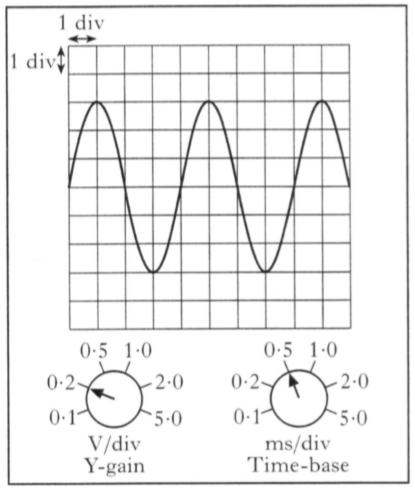 1 div
1 div
0·5 1·0 0·5 1·0
0·2 2·0 0·2 2·0
0·1 5·0 0·1 5·0
V/div ms/div
Y-gain Time-base